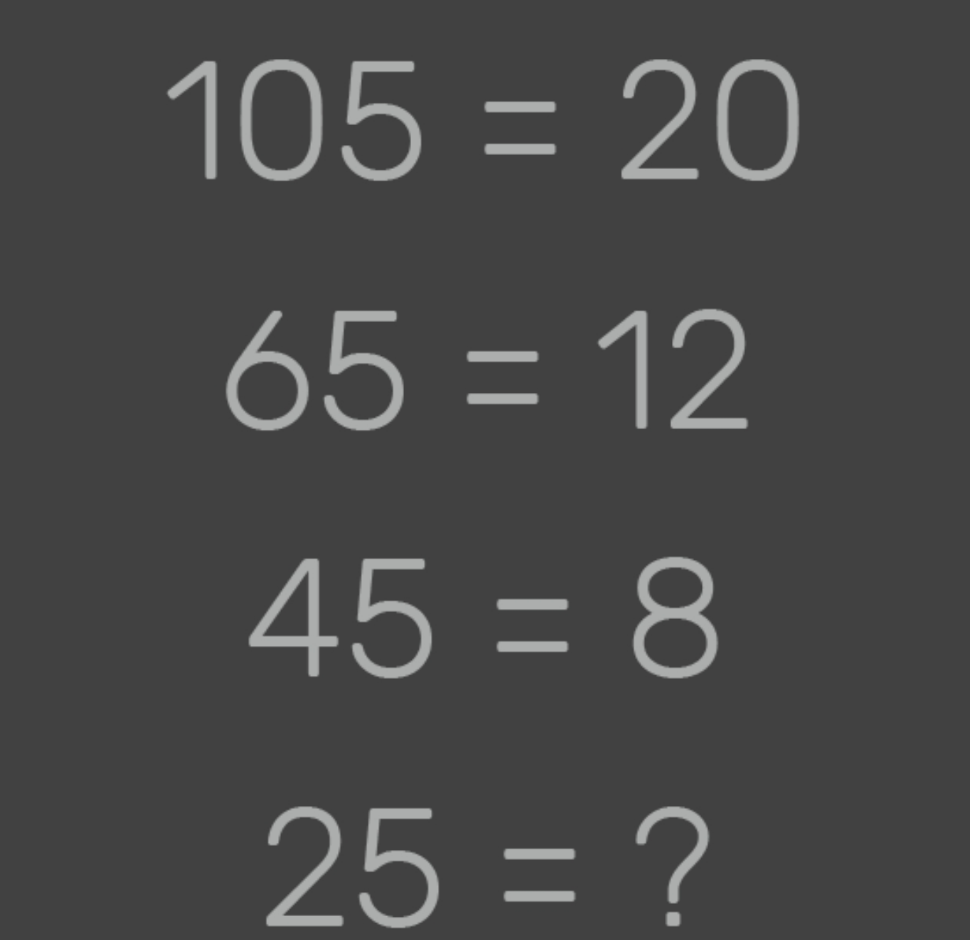 105 = 20
65 = 12
45 = 8
25 = ?